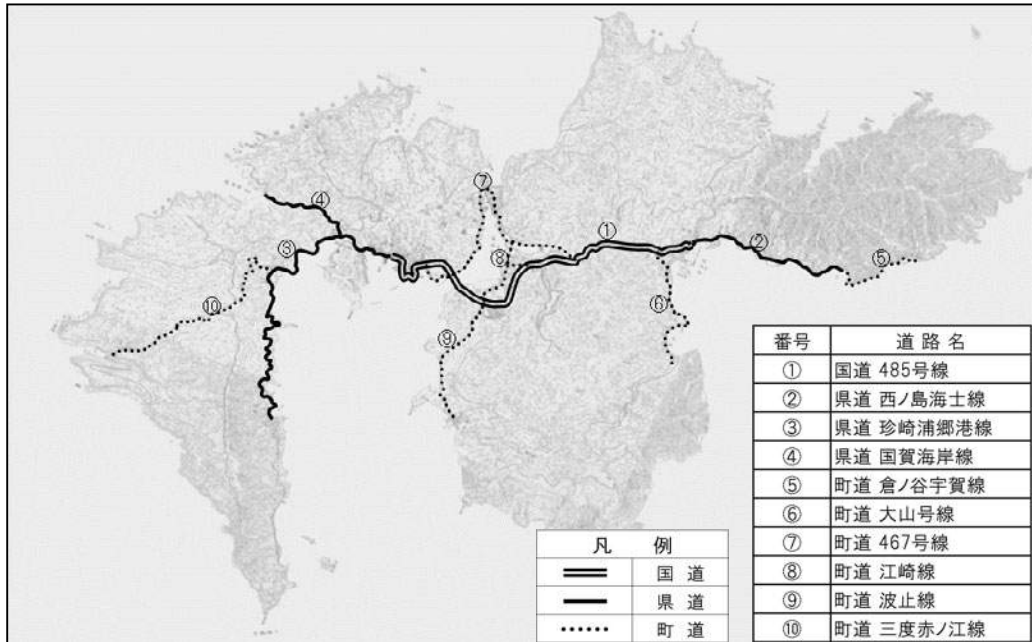 ④
⑦
③
①
②
⑧
⑤
⑩
⑥
⑨
番号 道路名
① 国道 485号線
② 県道 西ノ島海士線
③ 県道 珍崎浦郷港線
④ 県道 国賀海岸線
⑤ 町道 倉ノ谷宇賀線
⑥ 町道 大山号線
⑦ 町道 467号線
⑧ 町道 江崎線
⑨ 町道 波止線
⑩ 町道 三度赤ノ江線
凡 例
国 道
県 道
町 道